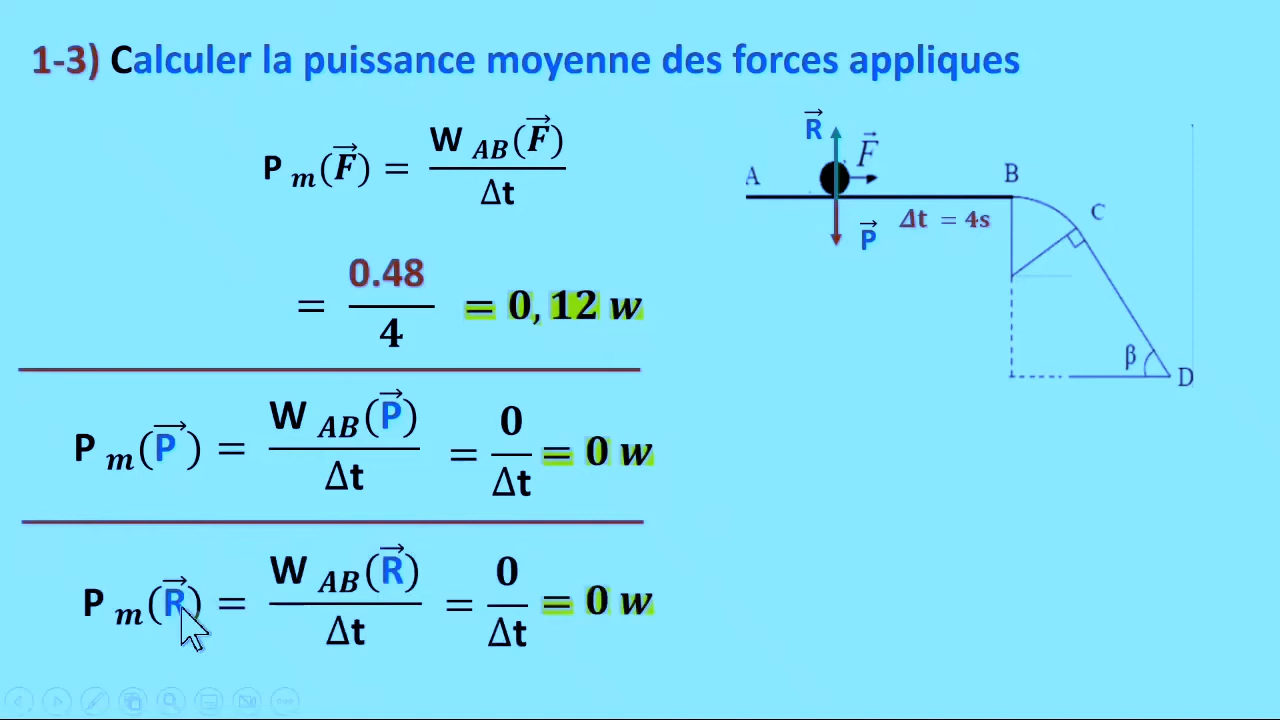 1-3) Calculer la puissance moyenne des forces appliques
P m(F⃗) = W AB(F⃗) / Δt
= 0.48 / 4 = 0,12 w
P m(P⃗) = W AB(P⃗) / Δt = 0 / Δt = 0 w
P m(R⃗) = W AB(R⃗) / Δt = 0 / Δt = 0 w
R⃗
F⃗
A
B
Δt = 4s
C
P⃗
β
D